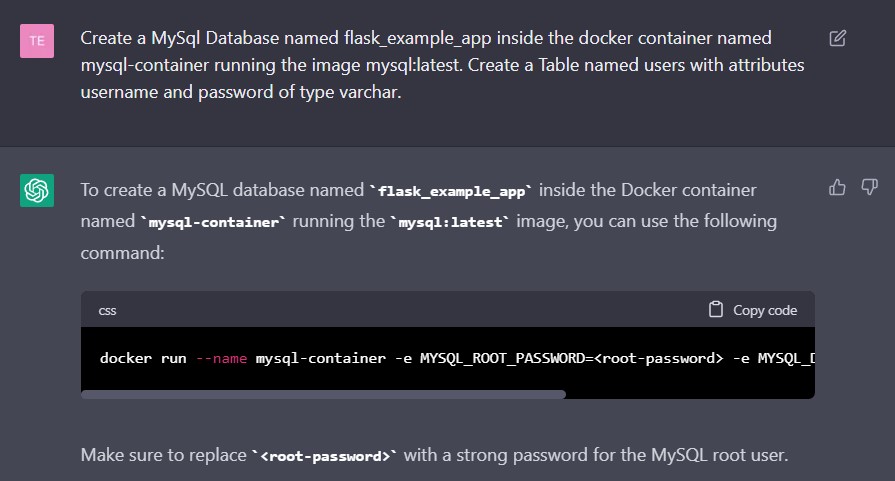 TE
Create a MySql Database named flask_example_app inside the docker container named
mysql-container running the image mysql:latest. Create a Table named users with attributes
username and password of type varchar.
To create a MySQL database named `flask_example_app` inside the Docker container
named `mysql-container` running the `mysql:latest` image, you can use the following
command:
css Copy code
docker run --name mysql-container -e MYSQL_ROOT_PASSWORD=<root-password> -e MYSQL_D
Make sure to replace `<root-password>` with a strong password for the MySQL root user.